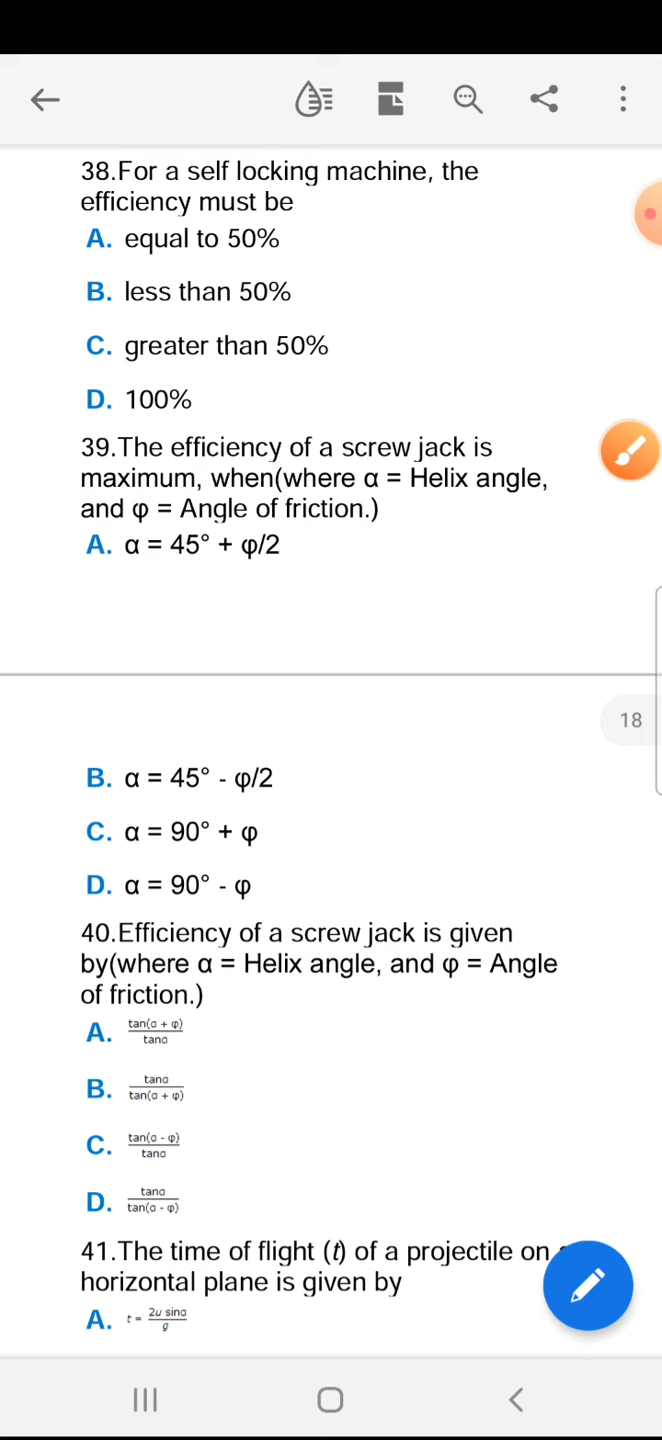 38.For a self locking machine, the
efficiency must be
A. equal to 50%
B. less than 50%
C. greater than 50%
D. 100%
39.The efficiency of a screw jack is
maximum, when(where α = Helix angle,
and φ = Angle of friction.)
A. α = 45° + φ/2
18
B. α = 45° - φ/2
C. α = 90° + φ
D. α = 90° - φ
40.Efficiency of a screw jack is given
by(where α = Helix angle, and φ = Angle
of friction.)
A. tan(α + φ)
tanα
B. tanα
tan(α + φ)
C. tan(α - φ)
tanα
D. tanα
tan(α - φ)
41.The time of flight (t) of a projectile on
horizontal plane is given by
A. t = 2u sinα
g